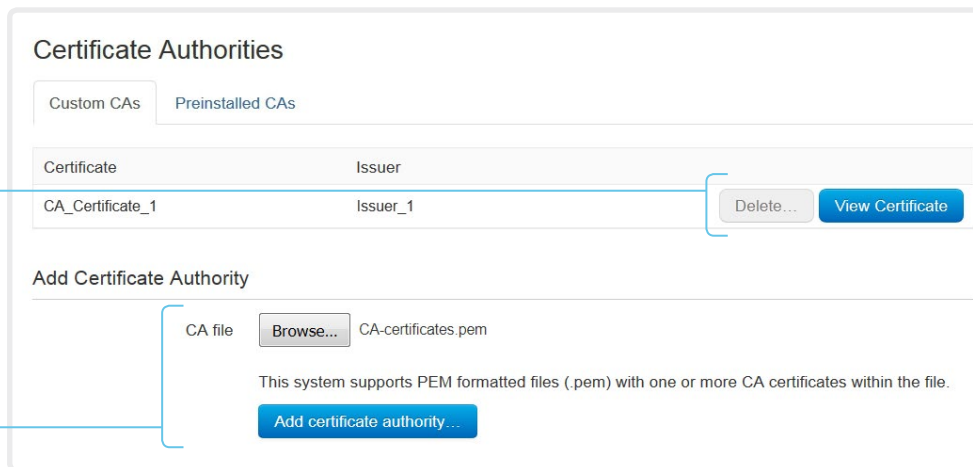 Certificate Authorities
Custom CAs Preinstalled CAs
Certificate Issuer
CA_Certificate_1 Issuer_1 Delete... View Certificate
Add Certificate Authority
CA file Browse... CA-certificates.pem
This system supports PEM formatted files (.pem) with one or more CA certificates within the file.
Add certificate authority...